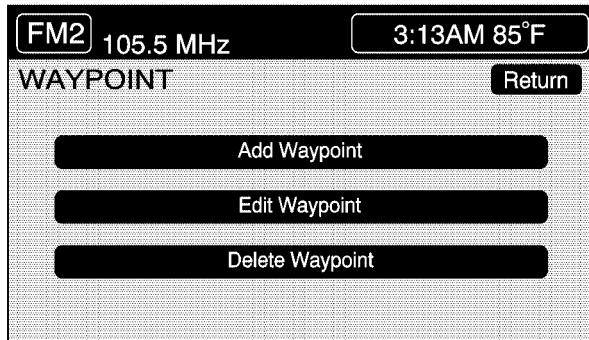 FM2 105.5 MHz 3:13AM 85°F
WAYPOINT Return
Add Waypoint
Edit Waypoint
Delete Waypoint